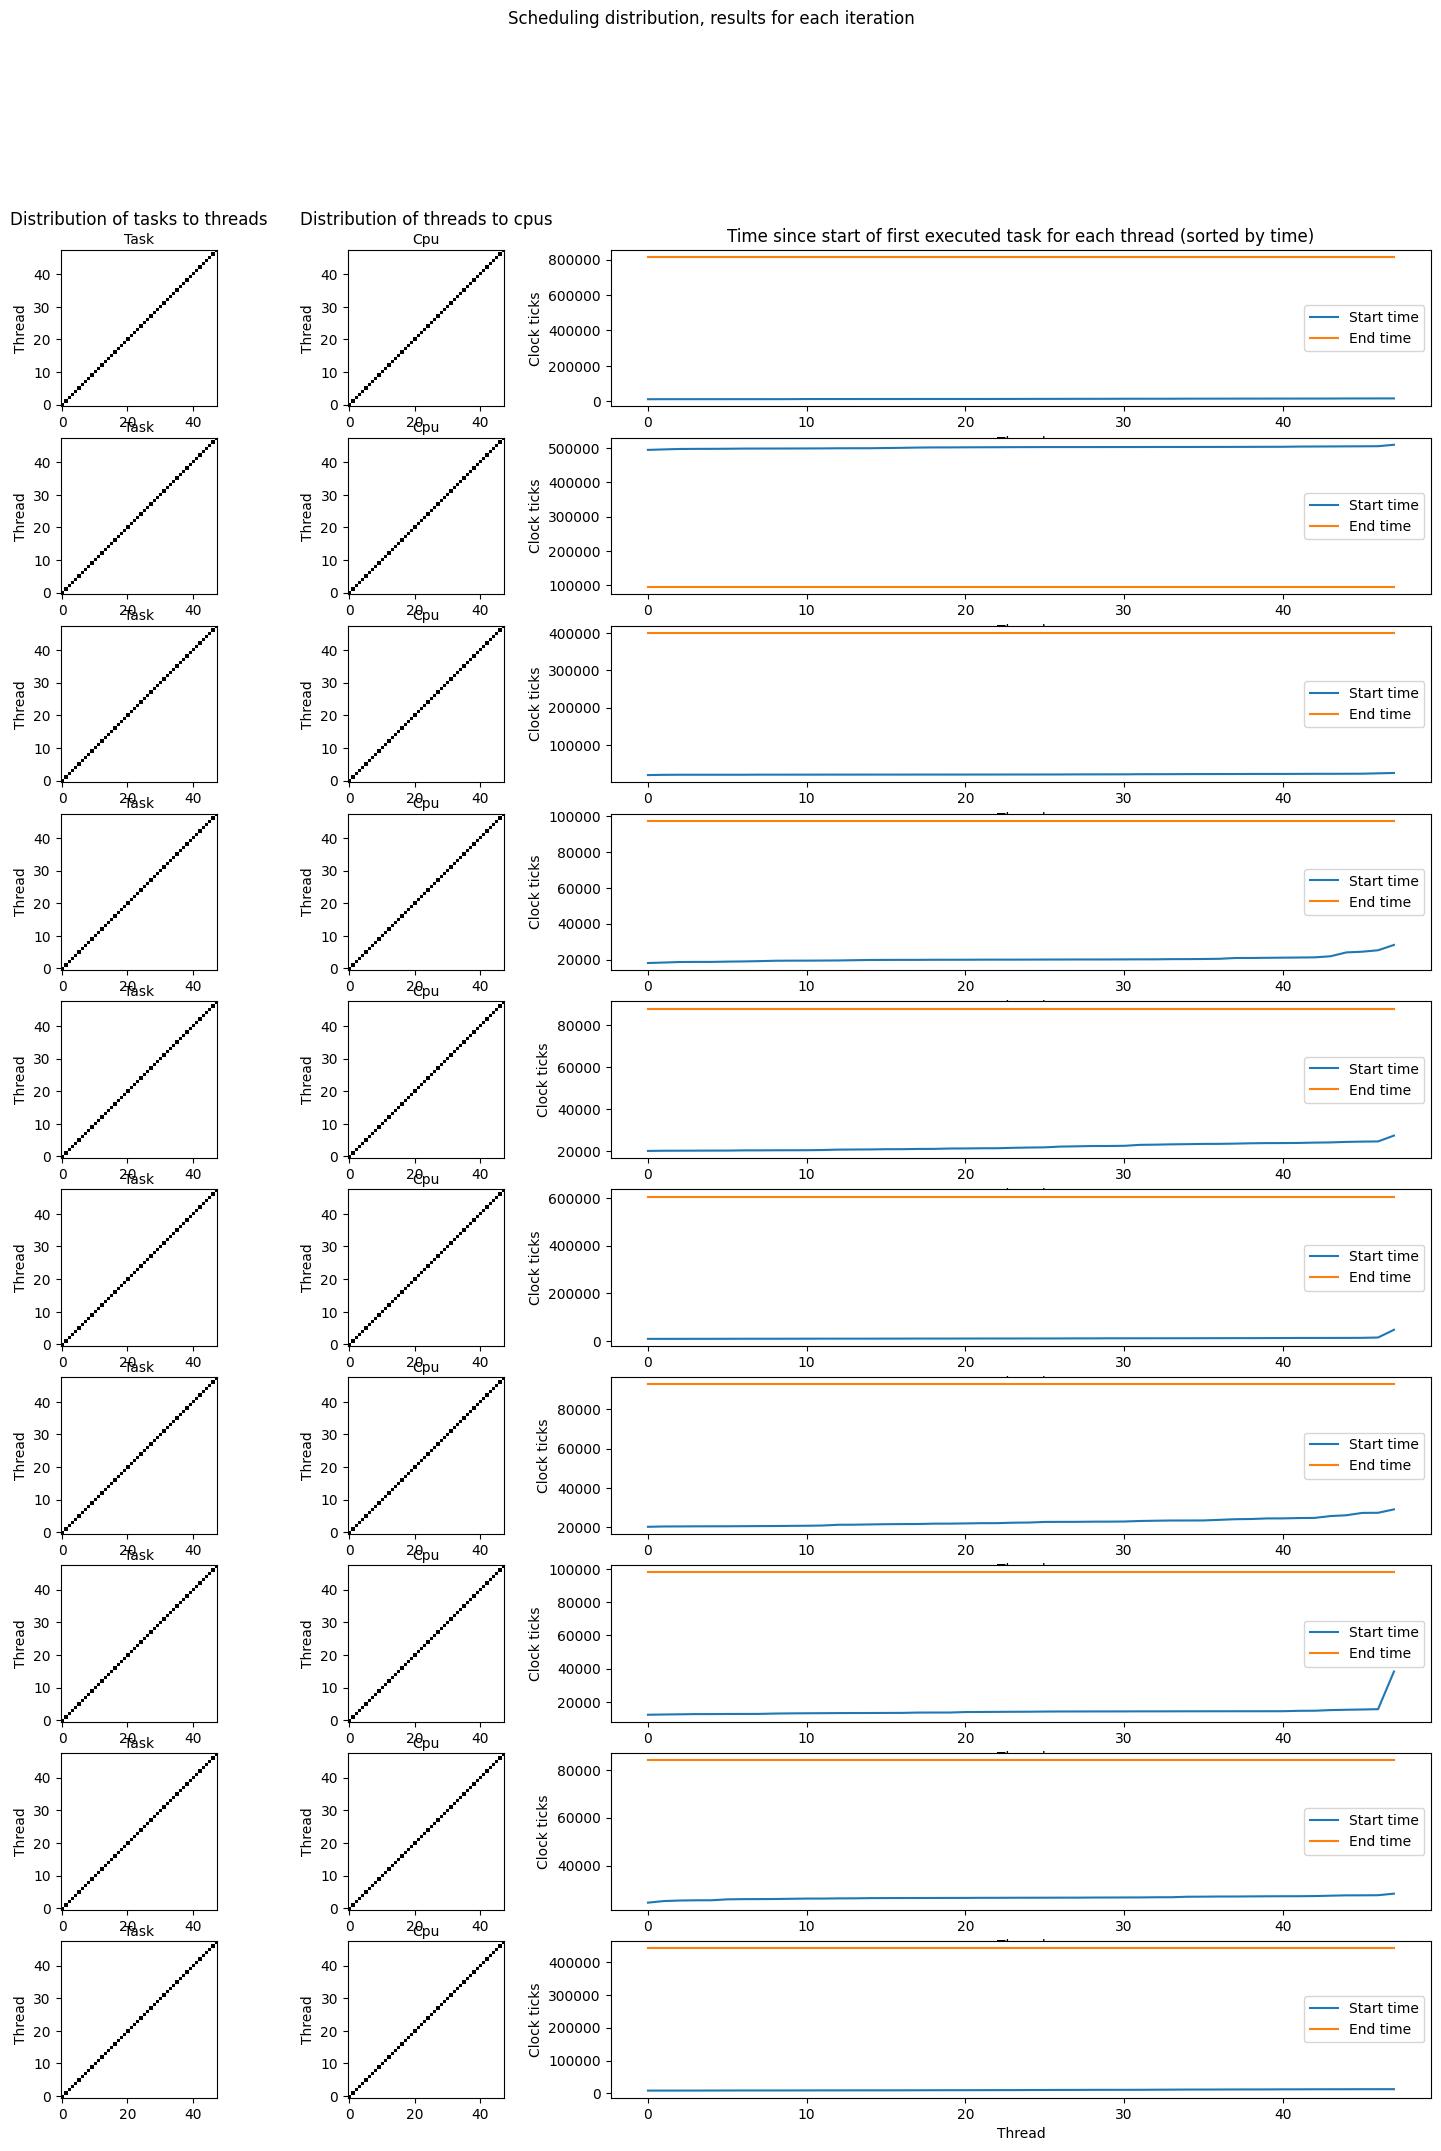 Scheduling distribution, results for each iteration
Distribution of tasks to threads
Distribution of threads to cpus
Time since start of first executed task for each thread (sorted by time)
Task
Thread
40
30
20
10
0
0 20 40
Cpu
Thread
40
30
20
10
0
0 20 40
Clock ticks
800000
600000
400000
200000
0
0 10 20 30 40
Start time
End time
Task
Thread
40
30
20
10
0
0 20 40
Cpu
Thread
40
30
20
10
0
0 20 40
Clock ticks
500000
400000
300000
200000
100000
0 10 20 30 40
Start time
End time
Task
Thread
40
30
20
10
0
0 20 40
Cpu
Thread
40
30
20
10
0
0 20 40
Clock ticks
400000
300000
200000
100000
0 10 20 30 40
Start time
End time
Task
Thread
40
30
20
10
0
0 20 40
Cpu
Thread
40
30
20
10
0
0 20 40
Clock ticks
100000
80000
60000
40000
20000
0 10 20 30 40
Start time
End time
Task
Thread
40
30
20
10
0
0 20 40
Cpu
Thread
40
30
20
10
0
0 20 40
Clock ticks
80000
60000
40000
20000
0 10 20 30 40
Start time
End time
Task
Thread
40
30
20
10
0
0 20 40
Cpu
Thread
40
30
20
10
0
0 20 40
Clock ticks
600000
400000
200000
0
0 10 20 30 40
Start time
End time
Task
Thread
40
30
20
10
0
0 20 40
Cpu
Thread
40
30
20
10
0
0 20 40
Clock ticks
80000
60000
40000
20000
0 10 20 30 40
Start time
End time
Task
Thread
40
30
20
10
0
0 20 40
Cpu
Thread
40
30
20
10
0
0 20 40
Clock ticks
100000
80000
60000
40000
20000
0 10 20 30 40
Start time
End time
Task
Thread
40
30
20
10
0
0 20 40
Cpu
Thread
40
30
20
10
0
0 20 40
Clock ticks
80000
60000
40000
0 10 20 30 40
Start time
End time
Task
Thread
40
30
20
10
0
0 20 40
Cpu
Thread
40
30
20
10
0
0 20 40
Clock ticks
400000
300000
200000
100000
0
0 10 20 30 40
Start time
End time
Thread